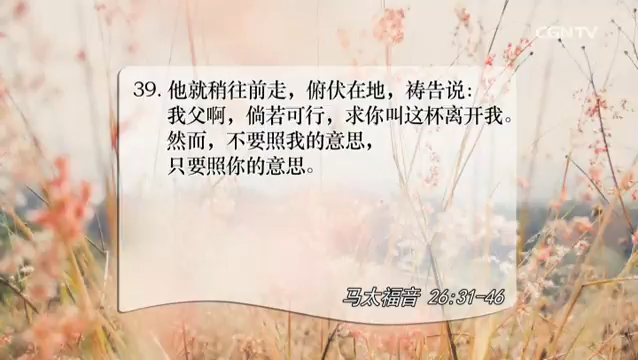 CGNTV
39. 他就稍往前走，俯伏在地，祷告说：
我父啊，倘若可行，求你叫这杯离开我。
然而，不要照我的意思，
只要照你的意思。
马太福音 26:31-46